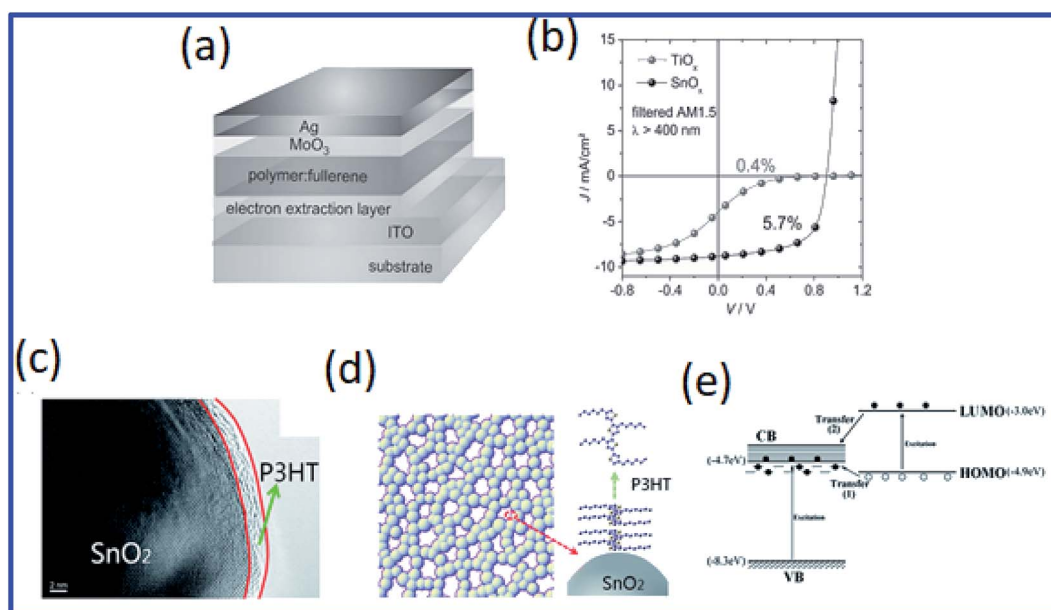 (a)
Ag
MoO₃
polymer:fullerene
electron extraction layer
ITO
substrate
(b)
15
10
5
0
-5
-10
-0.8
-0.4
0.0
0.4
0.8
1.2
J / mA/cm²
V / V
TiOₓ
SnOₓ
filtered AM1.5
λ > 400 nm
0.4%
5.7%
(c)
P3HT
SnO₂
2 nm
(d)
P3HT
SnO₂
(e)
LUMO(-3.0eV)
Transfer
(2)
CB
Excitation
(-4.7eV)
HOMO(-4.9eV)
Transfer
(1)
Excitation
(-8.3eV)
VB